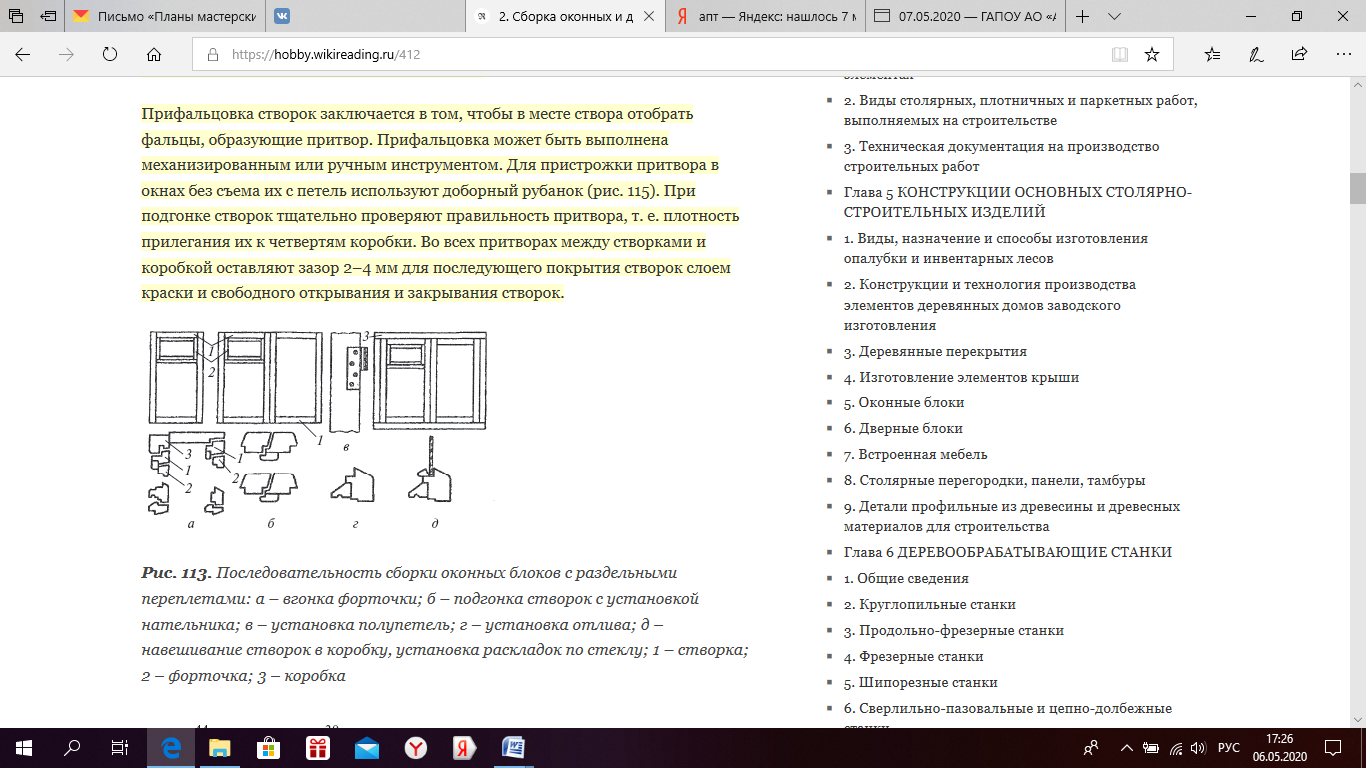 Письмо «Планы мастерски
2. Сборка оконных и д
апт — Яндекс: нашлось 7 м
07.05.2020 — ГАПОУ АО «А
https://hobby.wikireading.ru/412
Прифальцовка створок заключается в том, чтобы в месте створа отобрать
фальцы, образующие притвор. Прифальцовка может быть выполнена
механизированным или ручным инструментом. Для пристрожки притвора в
окнах без съема их с петель используют доборный рубанок (рис. 115). При
подгонке створок тщательно проверяют правильность притвора, т. е. плотность
прилегания их к четвертям коробки. Во всех притворах между створками и
коробкой оставляют зазор 2–4 мм для последующего покрытия створок слоем
краски и свободного открывания и закрывания створок.
1
2
3
1
в
3
1
2
1
2
а
б
г
д
Рис. 113. Последовательность сборки оконных блоков с раздельными
переплетами: а – вгонка форточки; б – подгонка створок с установкой
нательника; в – установка полупетель; г – установка отлива; д –
навешивание створок в коробку, установка раскладок по стеклу; 1 – створка;
2 – форточка; 3 – коробка
2. Виды столярных, плотничных и паркетных работ,
выполняемых на строительстве
3. Техническая документация на производство
строительных работ
Глава 5 КОНСТРУКЦИИ ОСНОВНЫХ СТОЛЯРНО-
СТРОИТЕЛЬНЫХ ИЗДЕЛИЙ
1. Виды, назначение и способы изготовления
опалубки и инвентарных лесов
2. Конструкции и технология производства
элементов деревянных домов заводского
изготовления
3. Деревянные перекрытия
4. Изготовление элементов крыши
5. Оконные блоки
6. Дверные блоки
7. Встроенная мебель
8. Столярные перегородки, панели, тамбуры
9. Детали профильные из древесины и древесных
материалов для строительства
Глава 6 ДЕРЕВООБРАБАТЫВАЮЩИЕ СТАНКИ
1. Общие сведения
2. Круглопильные станки
3. Продольно-фрезерные станки
4. Фрезерные станки
5. Шипорезные станки
6. Сверлильно-пазовальные и цепно-долбежные
РУС
17:26
06.05.2020